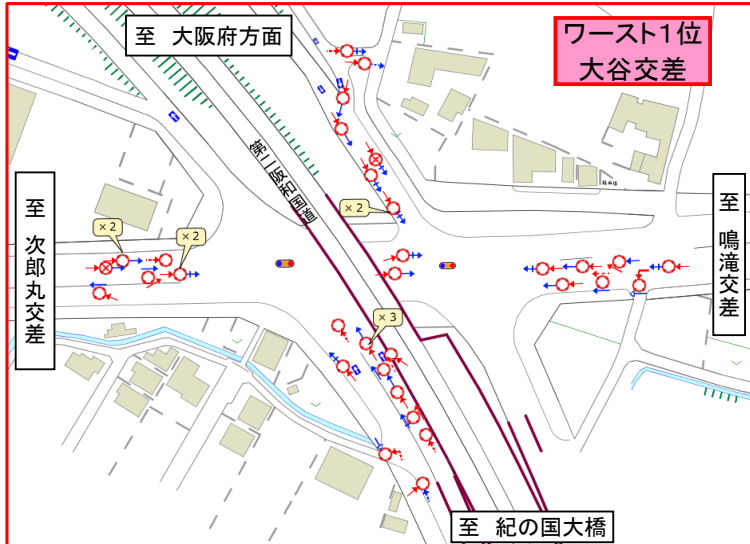 至 大阪府方面
ワースト1位
大谷交差
第二阪和国道
×2
至 次郎丸交差
×2
×2
至 鳴滝交差
×3
至 紀の国大橋